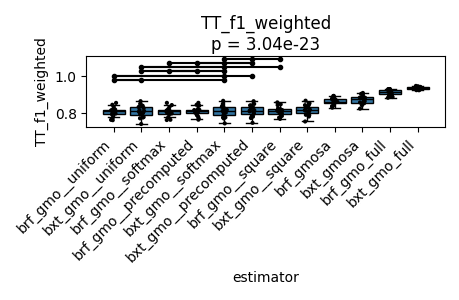 TT_f1_weighted
p = 3.04e-23
TT_f1_weighted
1.0
0.8
brf_gmo__uniform
bxt_gmo__uniform
brf_gmo__softmax
brf_gmo__precomputed
bxt_gmo__softmax
bxt_gmo__precomputed
brf_gmo__square
bxt_gmo__square
brf_gmosa
bxt_gmosa
brf_gmo_full
bxt_gmo_full
estimator